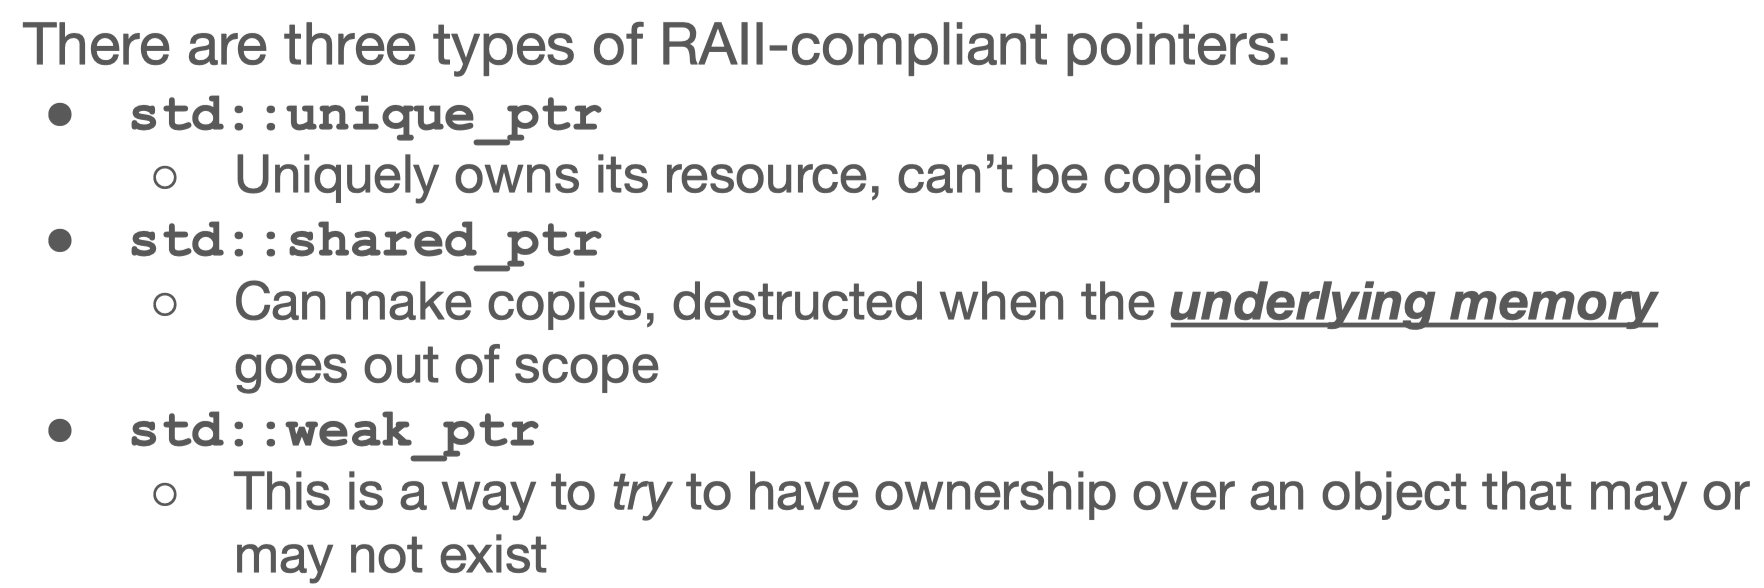 There are three types of RAII-compliant pointers:
● std::unique_ptr
○ Uniquely owns its resource, can’t be copied
● std::shared_ptr
○ Can make copies, destructed when the underlying memory
goes out of scope
● std::weak_ptr
○ This is a way to try to have ownership over an object that may or
may not exist